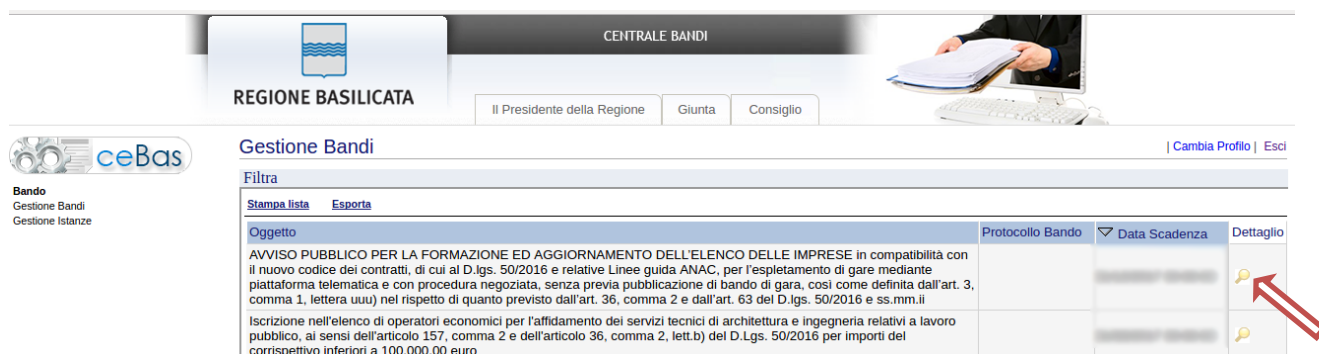 CENTRALE BANDI
REGIONE BASILICATA
Il Presidente della Regione Giunta Consiglio
ceBas
Gestione Bandi
| Cambia Profilo | Esci
Bando
Gestione Bandi
Gestione Istanze
Filtra
Stampa lista Esporta
Oggetto Protocollo Bando Data Scadenza Dettaglio
AVVISO PUBBLICO PER LA FORMAZIONE ED AGGIORNAMENTO DELL'ELENCO DELLE IMPRESE in compatibilità con
il nuovo codice dei contratti, di cui al D.lgs. 50/2016 e relative Linee guida ANAC, per l'espletamento di gare mediante
piattaforma telematica e con procedura negoziata, senza previa pubblicazione di bando di gara, così come definita dall'art. 3,
comma 1, lettera uuu) nel rispetto di quanto previsto dall'art. 36, comma 2 e dall'art. 63 del D.lgs. 50/2016 e ss.mm.ii
Iscrizione nell'elenco di operatori economici per l'affidamento dei servizi tecnici di architettura e ingegneria relativi a lavoro
pubblico, ai sensi dell'articolo 157, comma 2 e dell'articolo 36, comma 2, lett.b) del D.Lgs. 50/2016 per importi del
corrispettivo inferiori a 100.000,00 euro